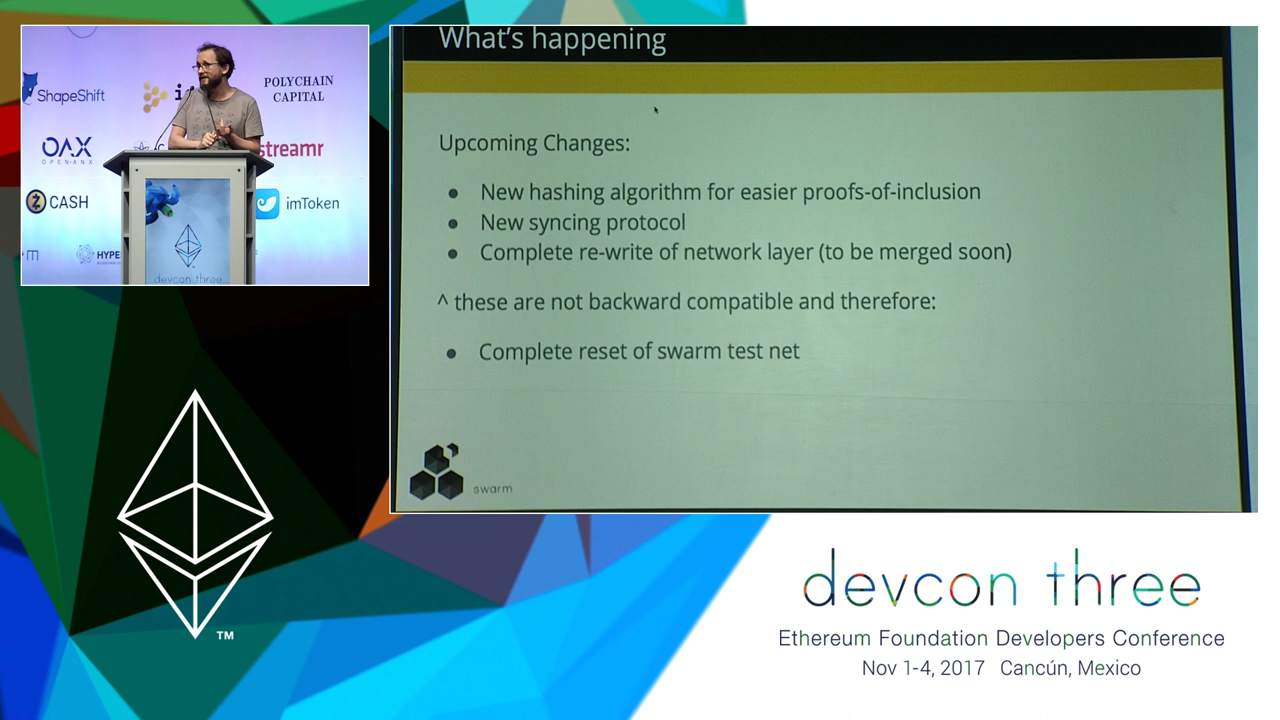 ShapeShift
POLYCHAIN
CAPITAL
OAX
OPEN ANX
streamr
CASH
imToken
HYPE
devcon three
What's happening
Upcoming Changes:
● New hashing algorithm for easier proofs-of-inclusion
● New syncing protocol
● Complete re-write of network layer (to be merged soon)
^ these are not backward compatible and therefore:
● Complete reset of swarm test net
swarm
TM
devcon three
Ethereum Foundation Developers Conference
Nov 1-4, 2017 Cancún, Mexico